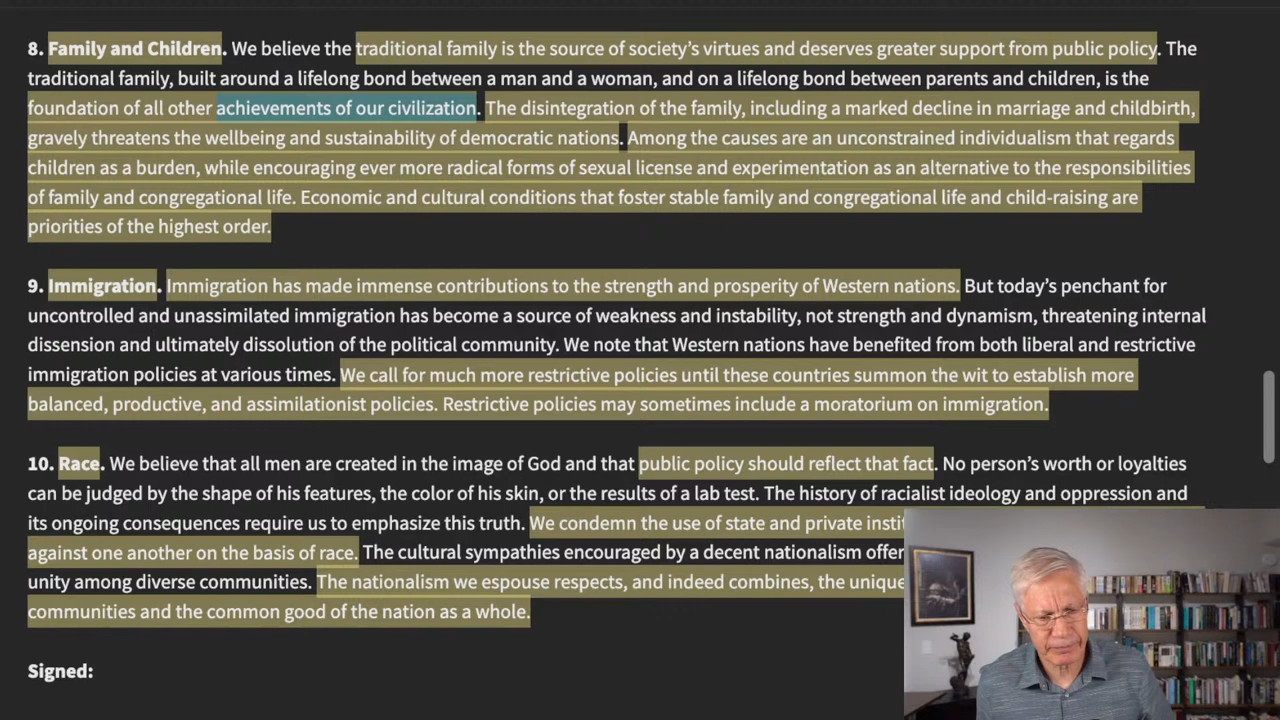 8. Family and Children. We believe the traditional family is the source of society's virtues and deserves greater support from public policy. The
traditional family, built around a lifelong bond between a man and a woman, and on a lifelong bond between parents and children, is the
foundation of all other achievements of our civilization. The disintegration of the family, including a marked decline in marriage and childbirth,
gravely threatens the wellbeing and sustainability of democratic nations. Among the causes are an unconstrained individualism that regards
children as a burden, while encouraging ever more radical forms of sexual license and experimentation as an alternative to the responsibilities
of family and congregational life. Economic and cultural conditions that foster stable family and congregational life and child-raising are
priorities of the highest order.
9. Immigration. Immigration has made immense contributions to the strength and prosperity of Western nations. But today's penchant for
uncontrolled and unassimilated immigration has become a source of weakness and instability, not strength and dynamism, threatening internal
dissension and ultimately dissolution of the political community. We note that Western nations have benefited from both liberal and restrictive
immigration policies at various times. We call for much more restrictive policies until these countries summon the wit to establish more
balanced, productive, and assimilationist policies. Restrictive policies may sometimes include a moratorium on immigration.
10. Race. We believe that all men are created in the image of God and that public policy should reflect that fact. No person's worth or loyalties
can be judged by the shape of his features, the color of his skin, or the results of a lab test. The history of racialist ideology and oppression and
its ongoing consequences require us to emphasize this truth. We condemn the use of state and private
against one another on the basis of race. The cultural sympathies encouraged by a decent nationalism
unity among diverse communities. The nationalism we espouse respects, and indeed combines, the unique
communities and the common good of the nation as a whole.
Signed: